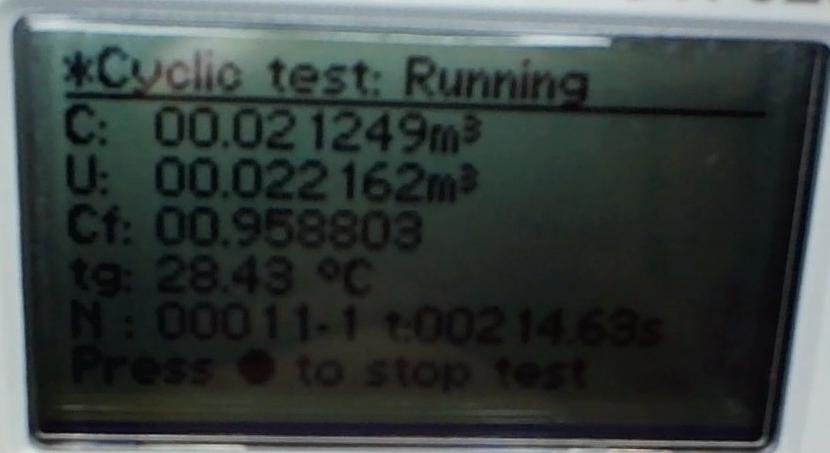 *Cyclic test: Running
C: 00.021249m³
U: 00.022162m³
Cf: 00.958803
tg: 28.43 °C
N : 00011-1 t:00214.63s
Press ● to stop test